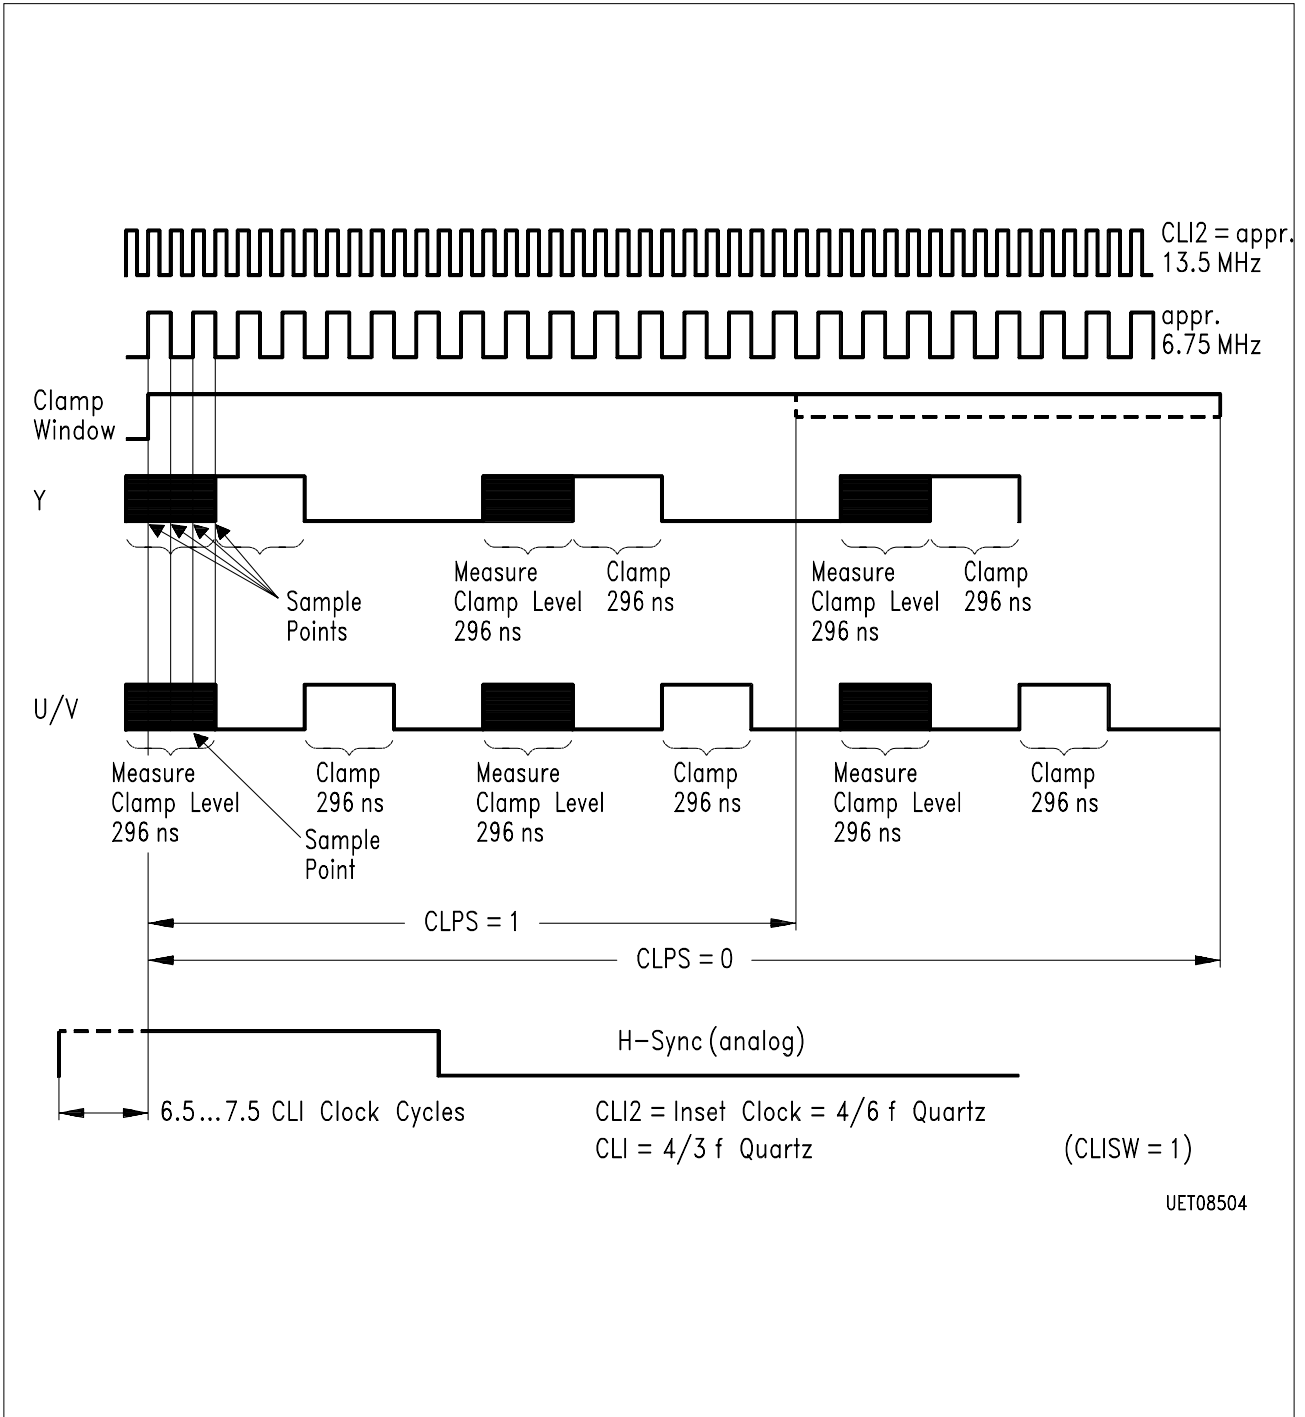 CLI2 = appr.
13.5 MHz
appr.
6.75 MHz
Clamp
Window
Y
Measure
Clamp Level
296 ns
Clamp
296 ns
Measure
Clamp Level
296 ns
Clamp
296 ns
Sample
Points
U/V
Measure
Clamp Level
296 ns
Clamp
296 ns
Measure
Clamp Level
296 ns
Clamp
296 ns
Measure
Clamp Level
296 ns
Clamp
296 ns
Sample
Point
CLPS = 1
CLPS = 0
H-Sync (analog)
6.5...7.5 CLI Clock Cycles
CLI2 = Inset Clock = 4/6 f Quartz
CLI = 4/3 f Quartz
(CLISW = 1)
UET08504